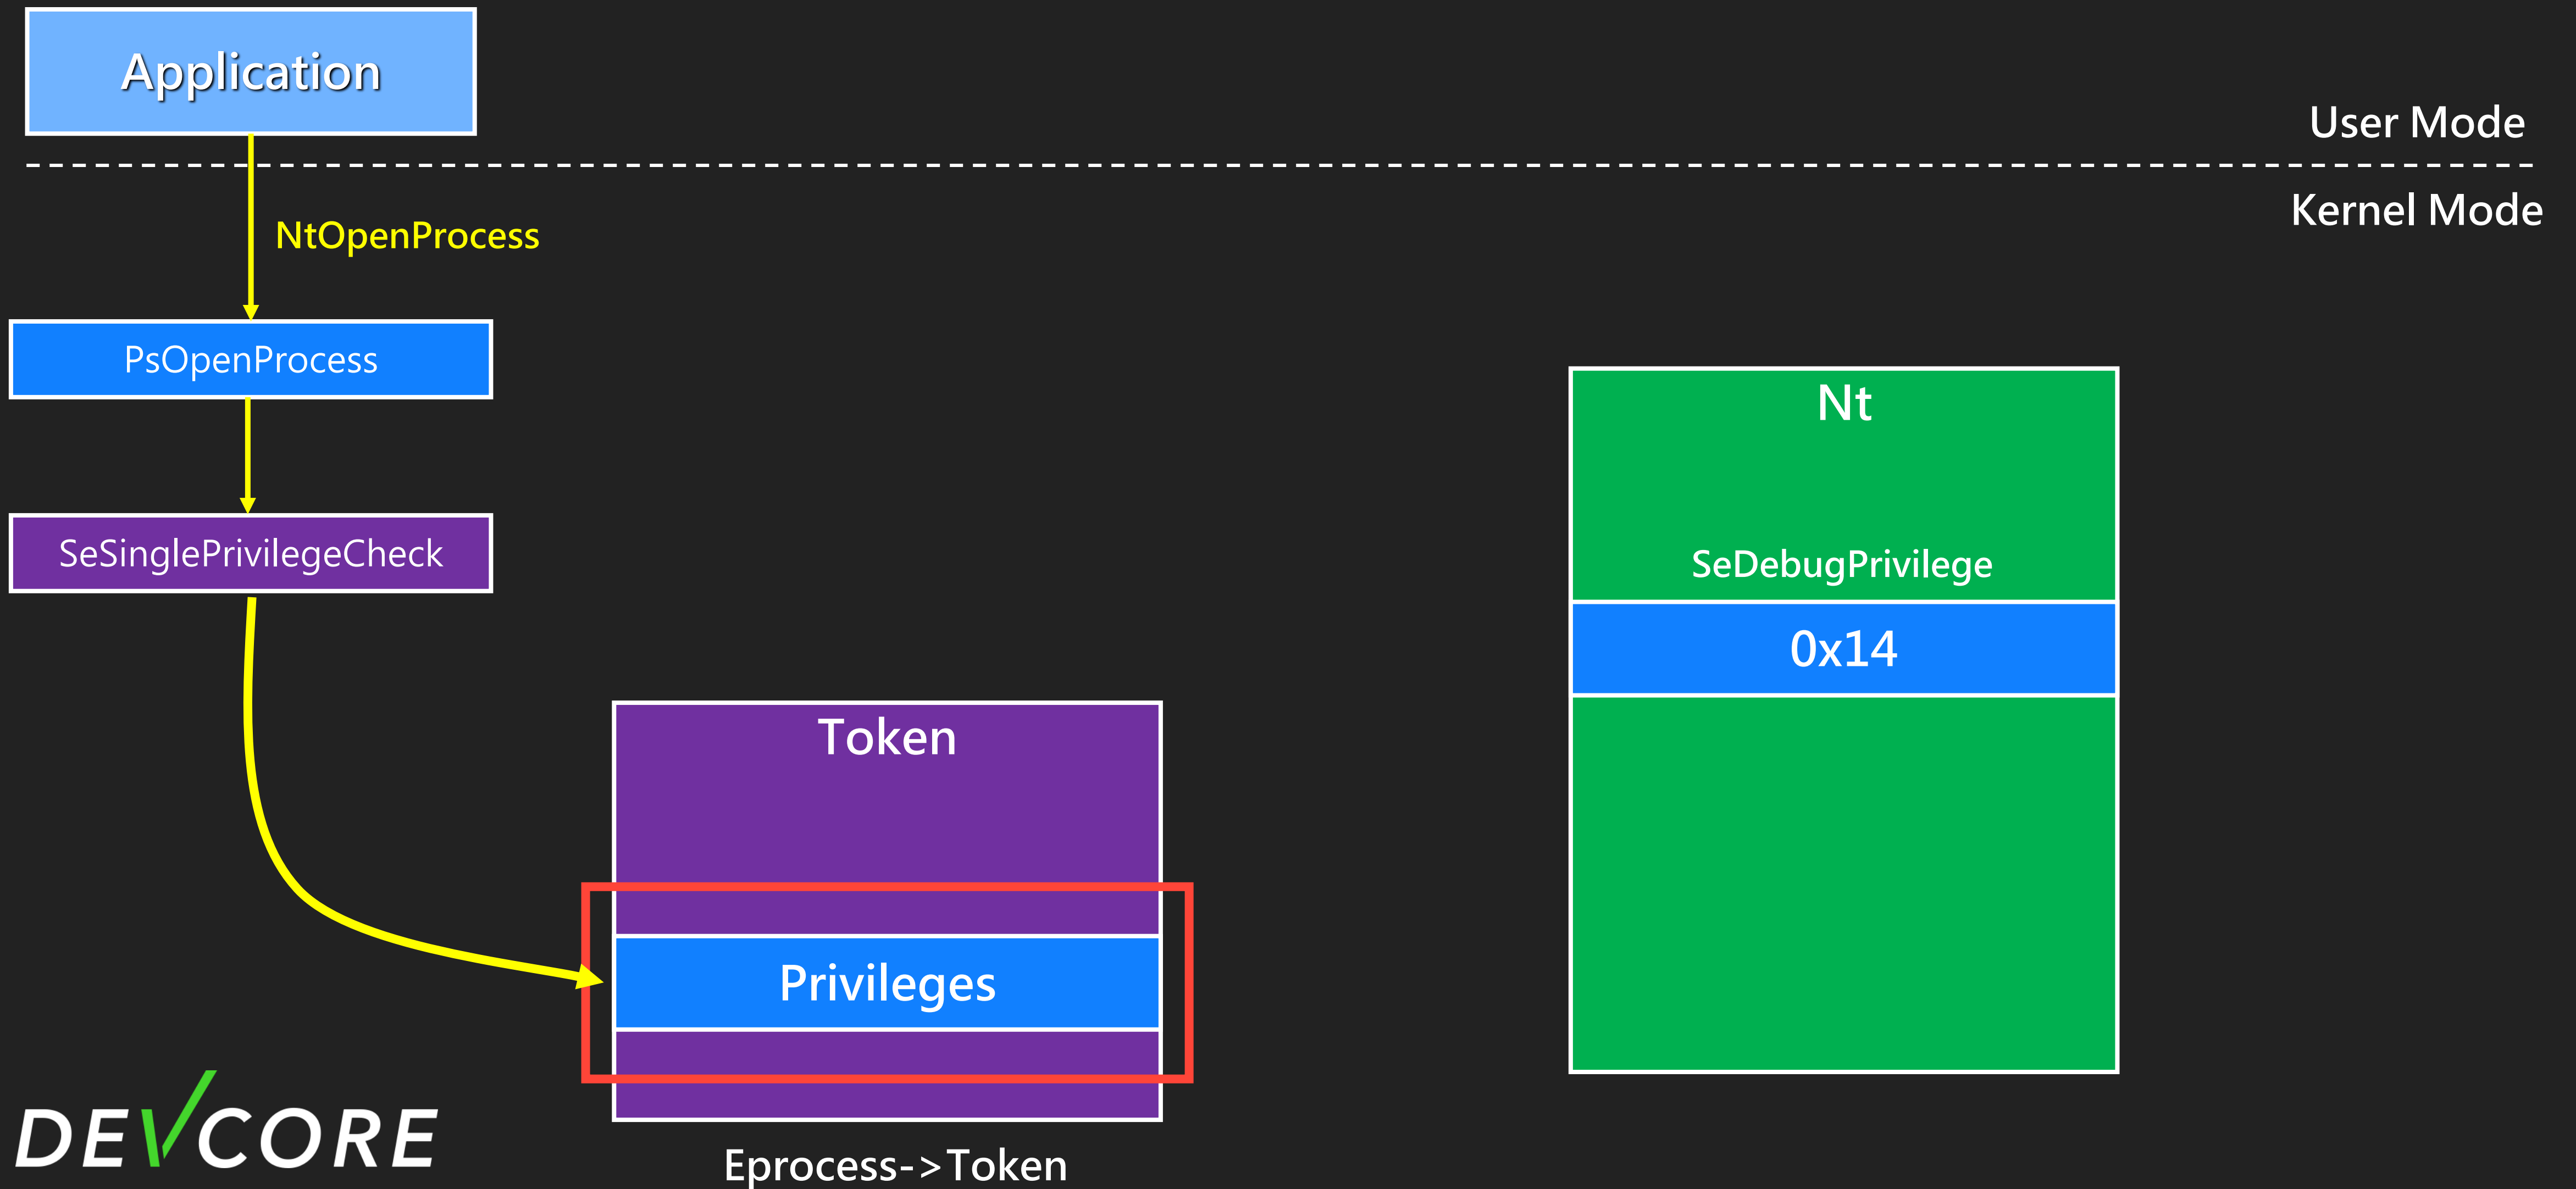 Application
User Mode
Kernel Mode
NtOpenProcess
PsOpenProcess
SeSinglePrivilegeCheck
Nt
SeDebugPrivilege
0x14
Token
Privileges
Eprocess->Token
DEVCORE